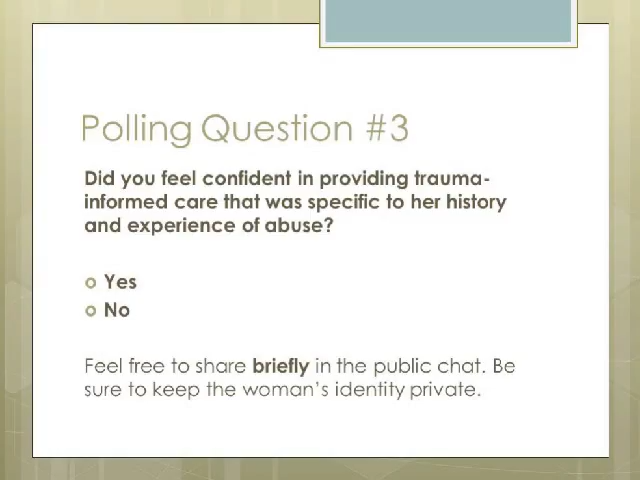 Polling Question #3
Did you feel confident in providing trauma-
informed care that was specific to her history
and experience of abuse?
Yes
No
Feel free to share briefly in the public chat. Be
sure to keep the woman's identity private.